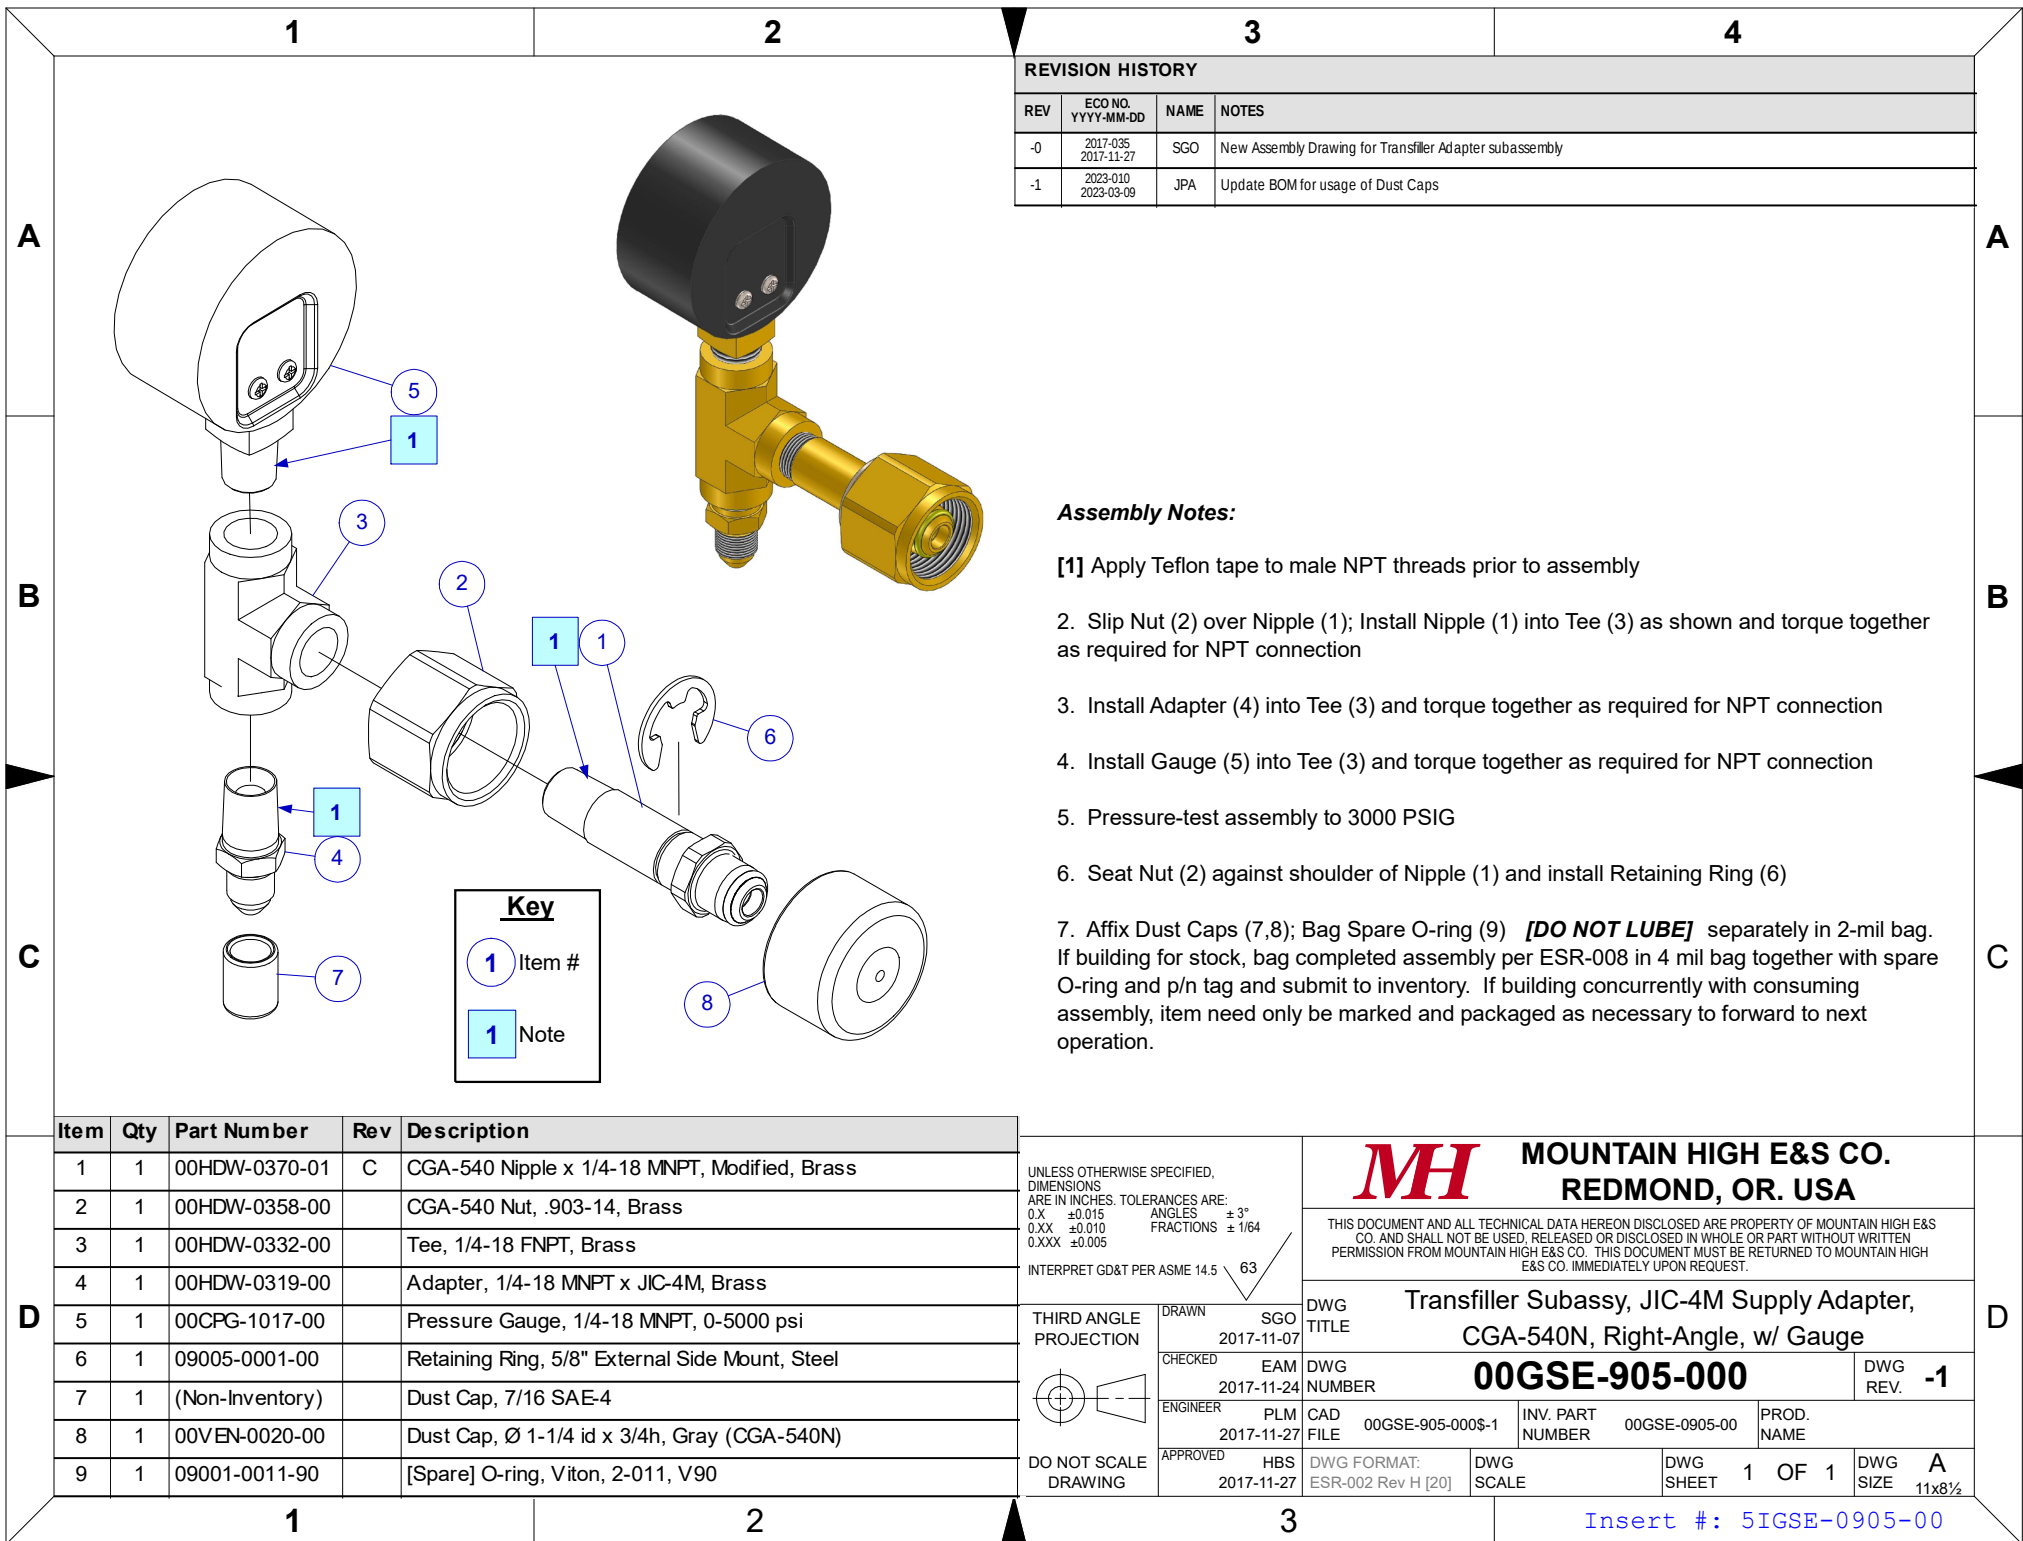 1 2 3 4
REVISION HISTORY
REV ECO NO. YYYY-MM-DD NAME NOTES
-0 2017-035 2017-11-27 SGO New Assembly Drawing for Transfiller Adapter subassembly
-1 2023-010 2023-03-09 JPA Update BOM for usage of Dust Caps
A A
5
1
3
2
1 1
6
B B
1
4
7
8
Key
1 Item #
1 Note
Assembly Notes:
[1] Apply Teflon tape to male NPT threads prior to assembly
2. Slip Nut (2) over Nipple (1); Install Nipple (1) into Tee (3) as shown and torque together
as required for NPT connection
3. Install Adapter (4) into Tee (3) and torque together as required for NPT connection
4. Install Gauge (5) into Tee (3) and torque together as required for NPT connection
5. Pressure-test assembly to 3000 PSIG
6. Seat Nut (2) against shoulder of Nipple (1) and install Retaining Ring (6)
7. Affix Dust Caps (7,8); Bag Spare O-ring (9) [DO NOT LUBE] separately in 2-mil bag.
If building for stock, bag completed assembly per ESR-008 in 4 mil bag together with spare
O-ring and p/n tag and submit to inventory. If building concurrently with consuming
assembly, item need only be marked and packaged as necessary to forward to next
operation.
C C
Item Qty Part Number Rev Description
1 1 00HDW-0370-01 C CGA-540 Nipple x 1/4-18 MNPT, Modified, Brass
2 1 00HDW-0358-00 CGA-540 Nut, .903-14, Brass
3 1 00HDW-0332-00 Tee, 1/4-18 FNPT, Brass
4 1 00HDW-0319-00 Adapter, 1/4-18 MNPT x JIC-4M, Brass
5 1 00CPG-1017-00 Pressure Gauge, 1/4-18 MNPT, 0-5000 psi
6 1 09005-0001-00 Retaining Ring, 5/8" External Side Mount, Steel
7 1 (Non-Inventory) Dust Cap, 7/16 SAE-4
8 1 00VEN-0020-00 Dust Cap, Ø 1-1/4 id x 3/4h, Gray (CGA-540N)
9 1 09001-0011-90 [Spare] O-ring, Viton, 2-011, V90
D D
UNLESS OTHERWISE SPECIFIED,
DIMENSIONS
ARE IN INCHES. TOLERANCES ARE:
0.X ±0.015 ANGLES ± 3°
0.XX ±0.010 FRACTIONS ± 1/64
0.XXX ±0.005
INTERPRET GD&T PER ASME 14.5 63
THIRD ANGLE
PROJECTION
DO NOT SCALE
DRAWING
DRAWN SGO
2017-11-07
CHECKED EAM
2017-11-24
ENGINEER PLM
2017-11-27
APPROVED HBS
2017-11-27
MH
MOUNTAIN HIGH E&S CO.
REDMOND, OR. USA
THIS DOCUMENT AND ALL TECHNICAL DATA HEREON DISCLOSED ARE PROPERTY OF MOUNTAIN HIGH E&S
CO. AND SHALL NOT BE USED, RELEASED OR DISCLOSED IN WHOLE OR PART WITHOUT WRITTEN
PERMISSION FROM MOUNTAIN HIGH E&S CO. THIS DOCUMENT MUST BE RETURNED TO MOUNTAIN HIGH
E&S CO. IMMEDIATELY UPON REQUEST.
DWG TITLE
Transfiller Subassy, JIC-4M Supply Adapter,
CGA-540N, Right-Angle, w/ Gauge
DWG NUMBER 00GSE-905-000 DWG REV. -1
CAD FILE 00GSE-905-000$-1 INV. PART NUMBER 00GSE-0905-00 PROD. NAME
DWG FORMAT: ESR-002 Rev H [20] DWG SCALE DWG SHEET 1 OF 1 DWG SIZE A 11x8½
1 2 3
Insert #: 5IGSE-0905-00